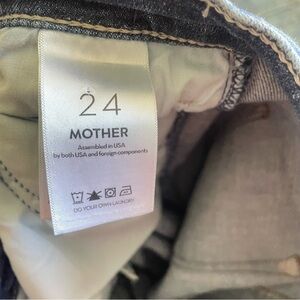 24
MOTHER
Assembled in USA
by both USA and foreign components
DO YOUR OWN LAUNDRY